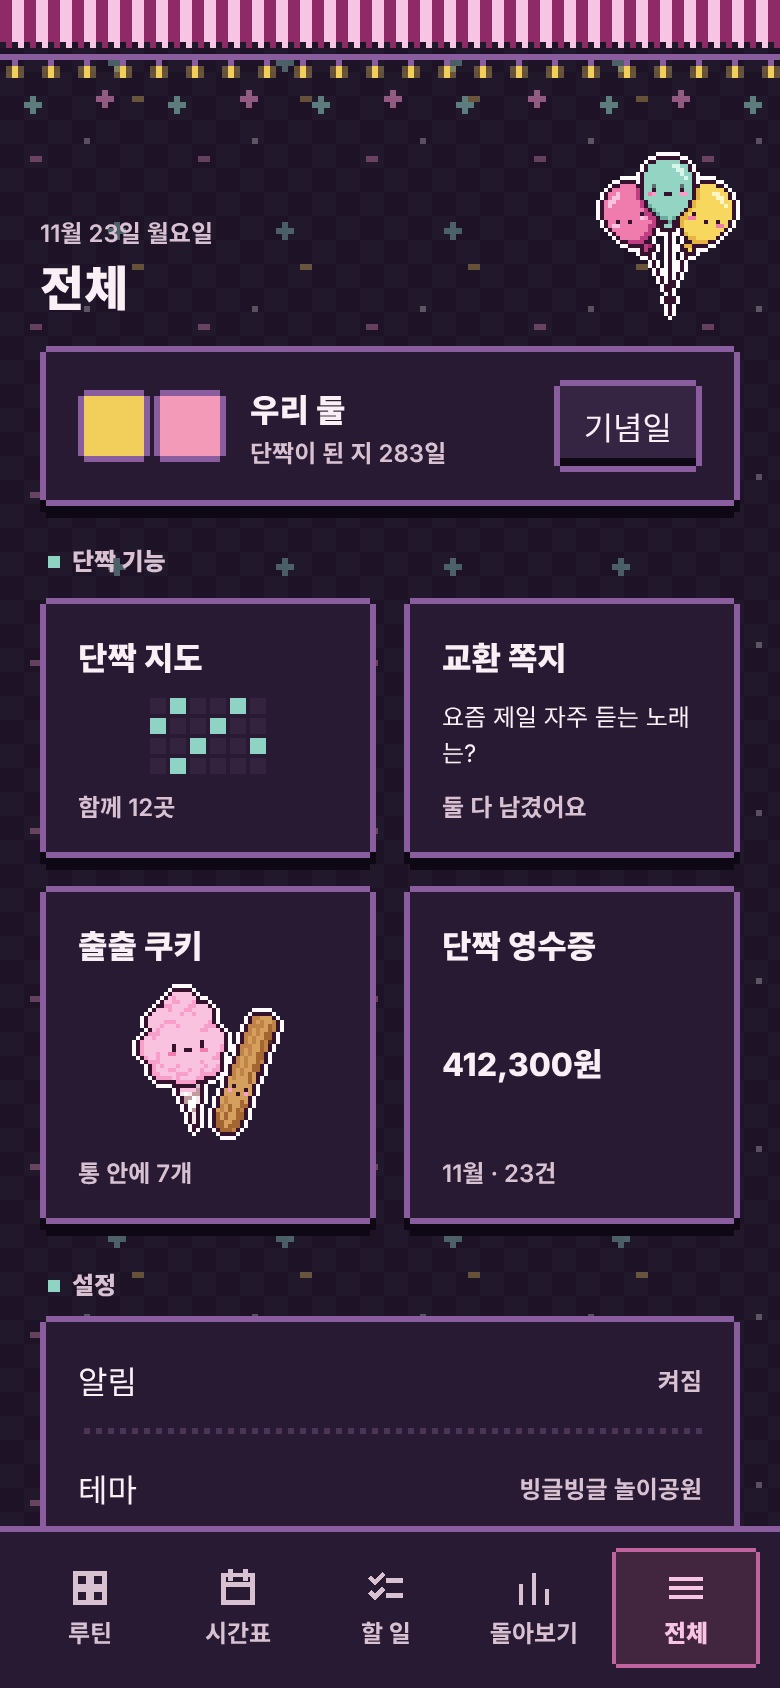 11월 23일 월요일
전체
우리 둘
단짝이 된 지 283일
기념일
단짝 기능
단짝 지도
함께 12곳
교환 쪽지
요즘 제일 자주 듣는 노래
는?
둘 다 남겼어요
출출 쿠키
통 안에 7개
단짝 영수증
412,300원
11월 · 23건
설정
알림
켜짐
테마
빙글빙글 놀이공원
루틴
시간표
할 일
돌아보기
전체